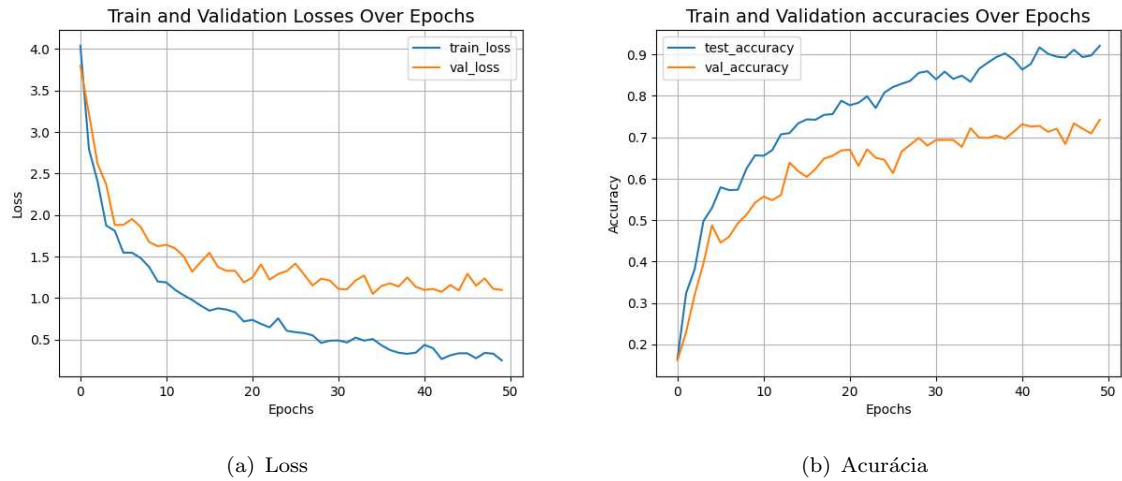 Train and Validation Losses Over Epochs
train_loss
val_loss
4.0
3.5
3.0
2.5
2.0
1.5
1.0
0.5
Loss
0 10 20 30 40 50
Epochs
(a) Loss
Train and Validation accuracies Over Epochs
test_accuracy
val_accuracy
0.9
0.8
0.7
0.6
0.5
0.4
0.3
0.2
Accuracy
0 10 20 30 40 50
Epochs
(b) Acurácia